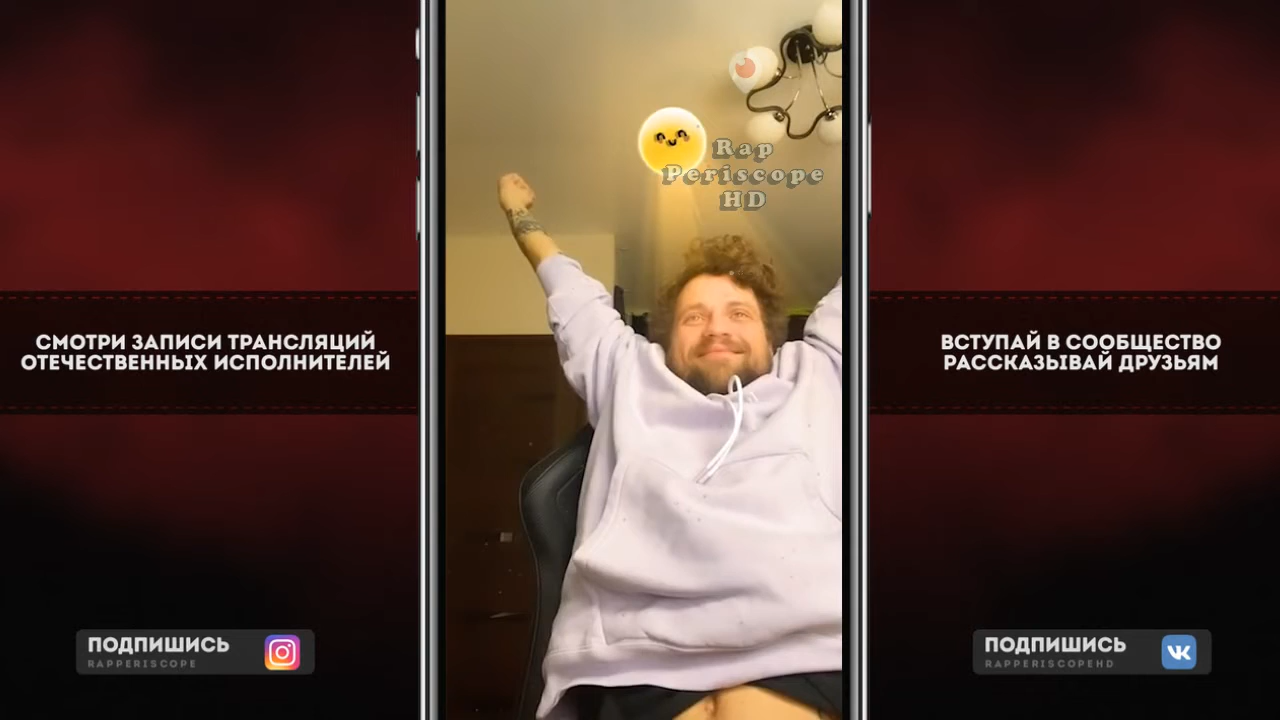 Rap
Periscope
HD
СМОТРИ ЗАПИСИ ТРАНСЛЯЦИЙ
ОТЕЧЕСТВЕННЫХ ИСПОЛНИТЕЛЕЙ
ВСТУПАЙ В СООБЩЕСТВО
РАССКАЗЫВАЙ ДРУЗЬЯМ
ПОДПИШИСЬ
RAPPERISCOPE
ПОДПИШИСЬ
RAPPERISCOPEHD